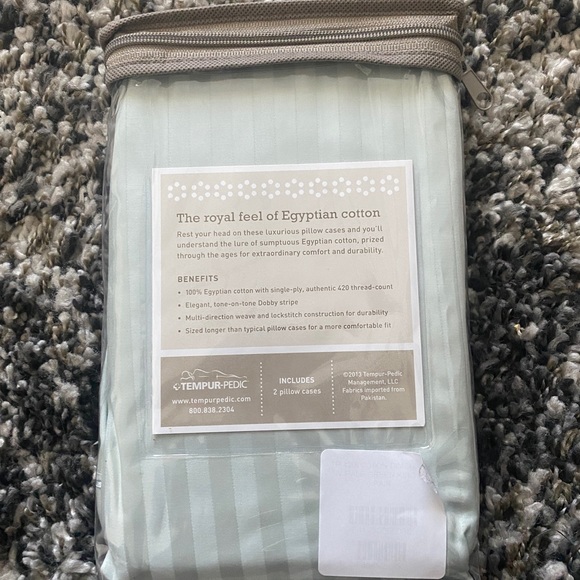 The royal feel of Egyptian cotton
Rest your head on these luxurious pillow cases and you'll
understand the lure of sumptuous Egyptian cotton, prized
through the ages for extraordinary comfort and durability.
BENEFITS
• 100% Egyptian cotton with single-ply, authentic 420 thread-count
• Elegant, tone-on-tone Dobby stripe
• Multi-direction weave and lockstitch construction for durability
• Sized longer than typical pillow cases for a more comfortable fit
TEMPUR-PEDIC
www.tempurpedic.com
800.838.2304
INCLUDES
2 pillow cases
©2013 Tempur-Pedic
Management, LLC
Fabrics imported from
Pakistan.